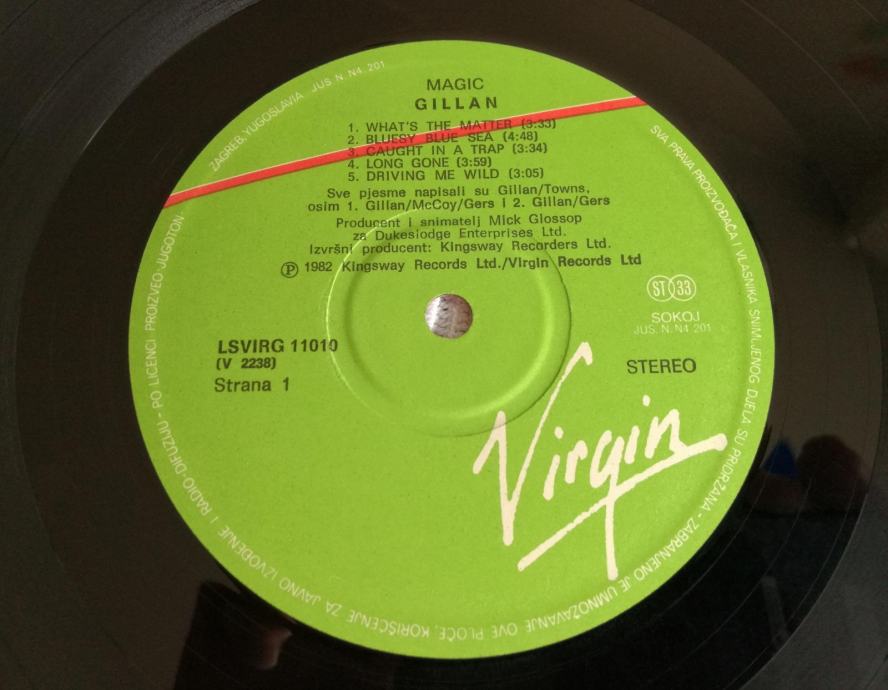 MAGIC
GILLAN
1. WHAT'S THE MATTER (3:33)
2. BLUESY BLUE SEA (4:48)
3. CAUGHT IN A TRAP (3:34)
4. LONG GONE (3:59)
5. DRIVING ME WILD (3:05)
Sve pjesme napisali su Gillan/Towns,
osim 1. Gillan/McCoy/Gers i 2. Gillan/Gers
Producent i snimatelj Mick Glossop
za Dukeslodge Enterprises Ltd.
Izvršni producent: Kingsway Recorders Ltd.
Ⓟ 1982 Kingsway Records Ltd./Virgin Records Ltd
ST 33
SOKOJ
JUS. N. N4 201
LSVIRG 11010
(V 2238)
Strana 1
STEREO
Virgin
SVA PRAVA PROIZVOĐAČA I VLASNIKA SNIMLJENOG DJELA SU PRIDRŽANA - ZABRANJENO JE UMNOŽAVANJE OVE PLOČE, KORIŠĆENJE ZA JAVNO IZVOĐENJE I RADIO-DIFUZIJU - PO LICENCI PROIZVEO JUGOTON ZAGREB, YUGOSLAVIA JUS. N. N4 201